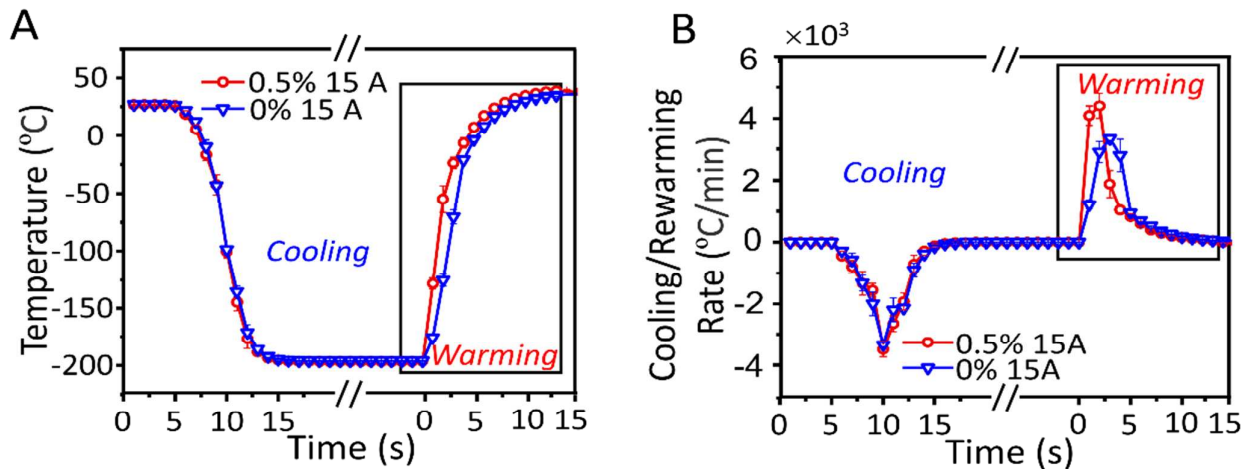 A
Temperature (ºC)
50
0
-50
-100
-150
-200
0.5% 15 A
0% 15 A
Cooling
Warming
0 5 10 15 0 5 10 15
Time (s)
B
×10³
Cooling/Rewarming
Rate (ºC/min)
6
4
2
0
-2
-4
Warming
Cooling
0.5% 15A
0% 15A
0 5 10 15 0 5 10 15
Time (s)